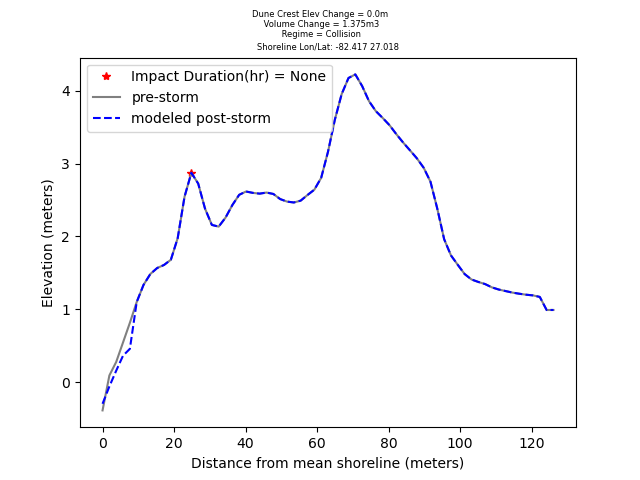 Dune Crest Elev Change = 0.0m
Volume Change = 1.375m3
Regime = Collision
Shoreline Lon/Lat: -82.417 27.018
Impact Duration(hr) = None
pre-storm
modeled post-storm
Elevation (meters)
4
3
2
1
0
0 20 40 60 80 100 120
Distance from mean shoreline (meters)